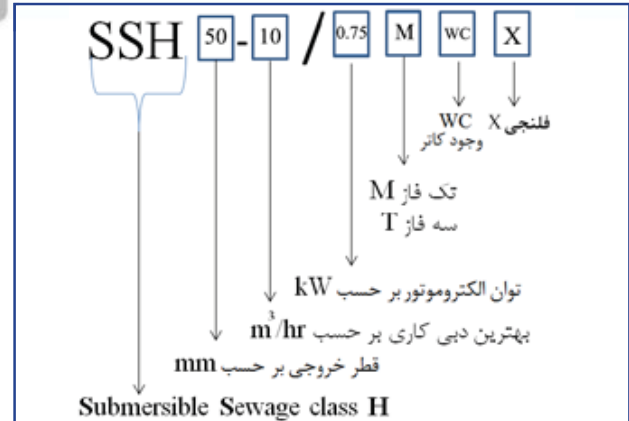 SSH 50 - 10 / 0.75 M WC X
WC
وجود کاتر
فلنجی X
تک فاز M
سه فاز T
توان الکتروموتور بر حسب kW
بهترین دبی کاری بر حسب m³/hr
قطر خروجی بر حسب mm
Submersible Sewage class H